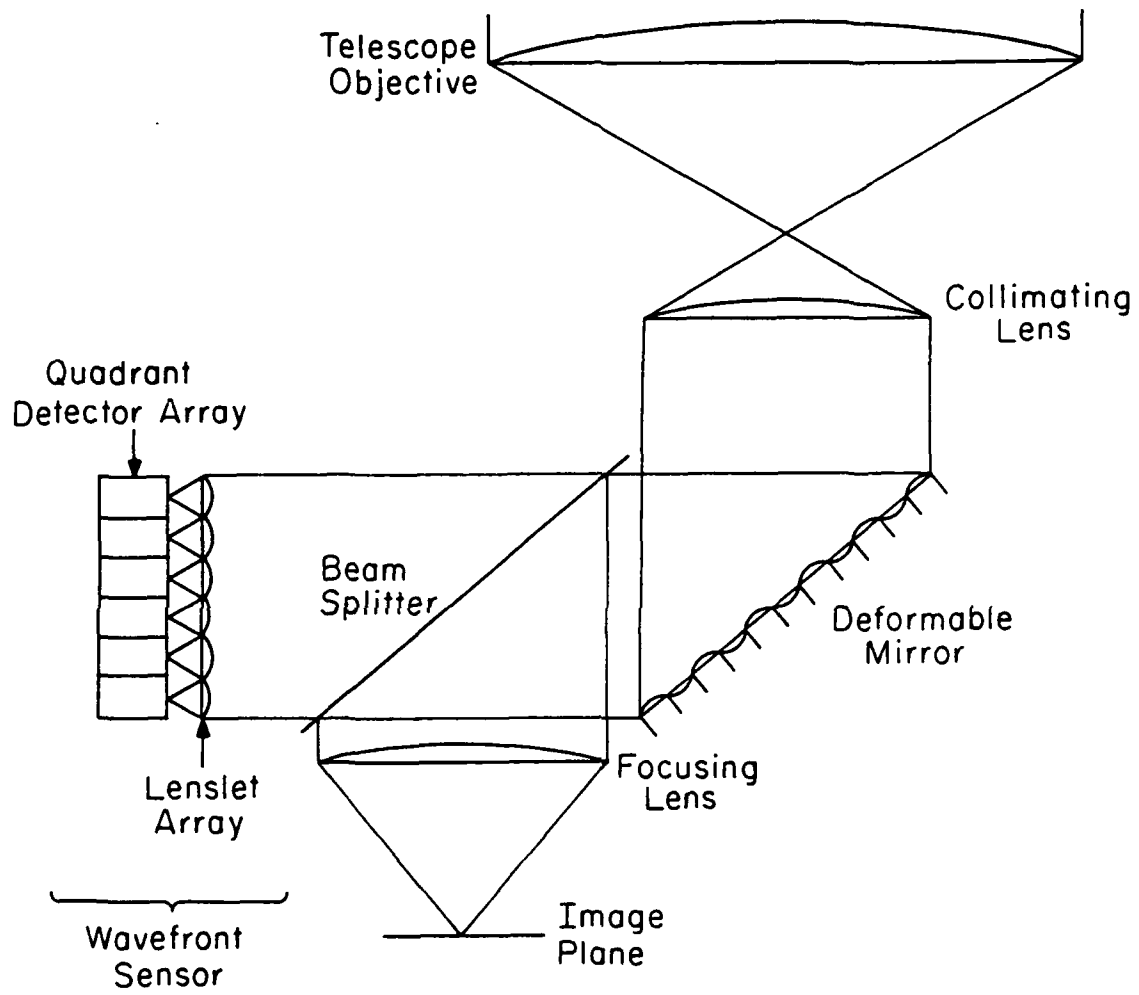 Telescope
Objective
Collimating
Lens
Quadrant
Detector Array
Beam
Splitter
Deformable
Mirror
Lenslet
Array
Focusing
Lens
Image
Plane
Wavefront
Sensor